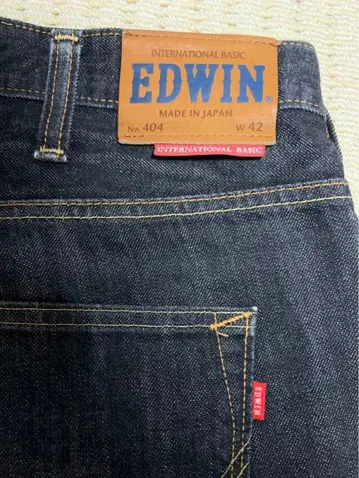 INTERNATIONAL BASIC
EDWIN®
MADE IN JAPAN
No. 404 W 42
INTERNATIONAL BASIC
EDWIN